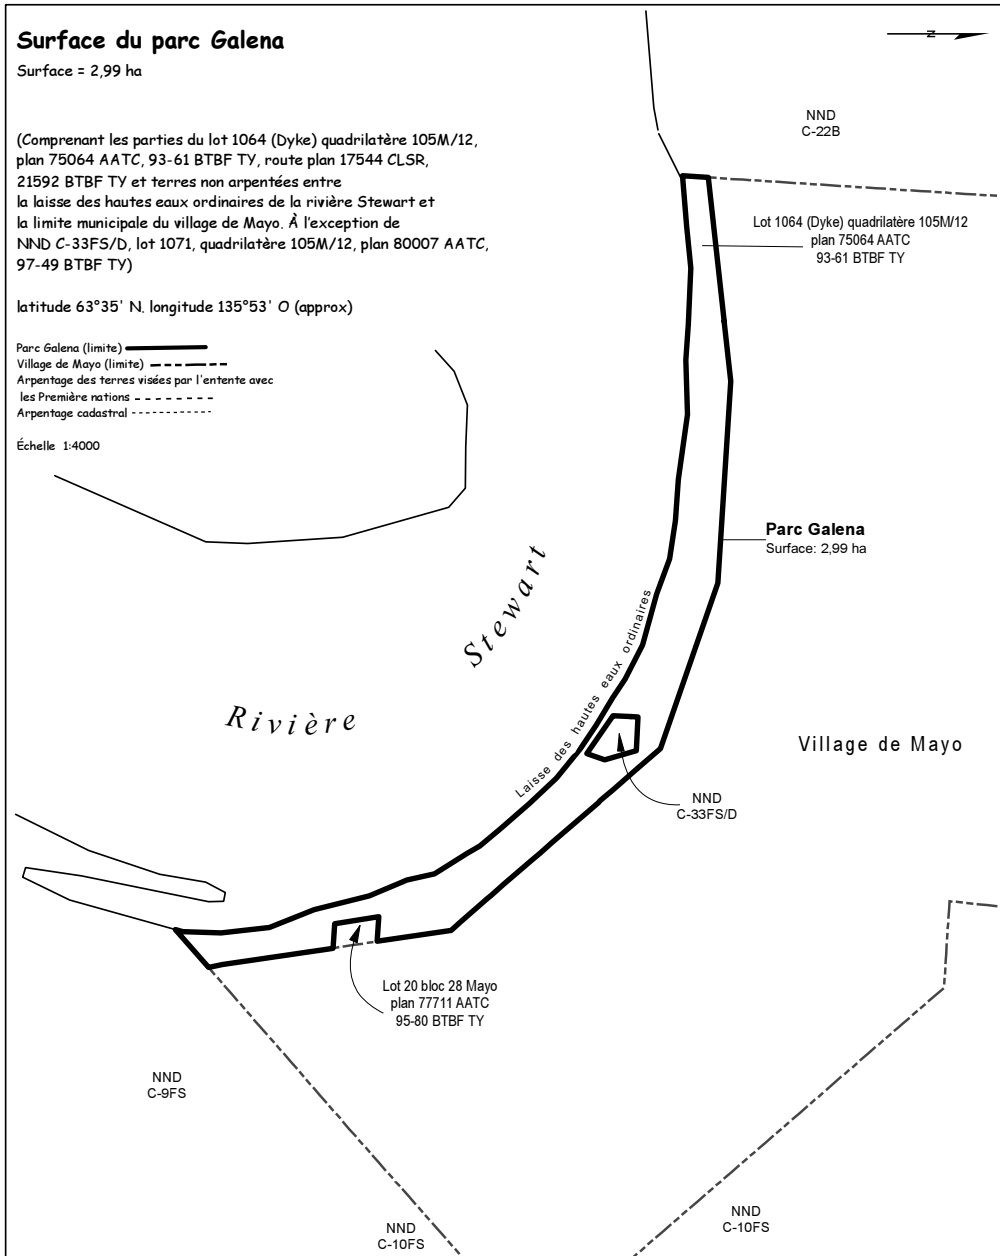 Surface du parc Galena
Surface = 2,99 ha
N
(Comprenant les parties du lot 1064 (Dyke) quadrilatère 105M/12,
plan 75064 AATC, 93-61 BTBF TY, route plan 17544 CLSR,
21592 BTBF TY et terres non arpentées entre
la laisse des hautes eaux ordinaires de la rivière Stewart et
la limite municipale du village de Mayo. À l'exception de
NND C-33FS/D, lot 1071, quadrilatère 105M/12, plan 80007 AATC,
97-49 BTBF TY)
latitude 63°35' N. longitude 135°53' O (approx)
Parc Galena (limite)
Village de Mayo (limite)
Arpentage des terres visées par l'entente avec
les Première nations
Arpentage cadastral
Échelle 1:4000
NND
C-22B
Lot 1064 (Dyke) quadrilatère 105M/12
plan 75064 AATC
93-61 BTBF TY
Parc Galena
Surface: 2,99 ha
Rivière Stewart
Laisse des hautes eaux ordinaires
Village de Mayo
NND
C-33FS/D
Lot 20 bloc 28 Mayo
plan 77711 AATC
95-80 BTBF TY
NND
C-9FS
NND
C-10FS
NND
C-10FS